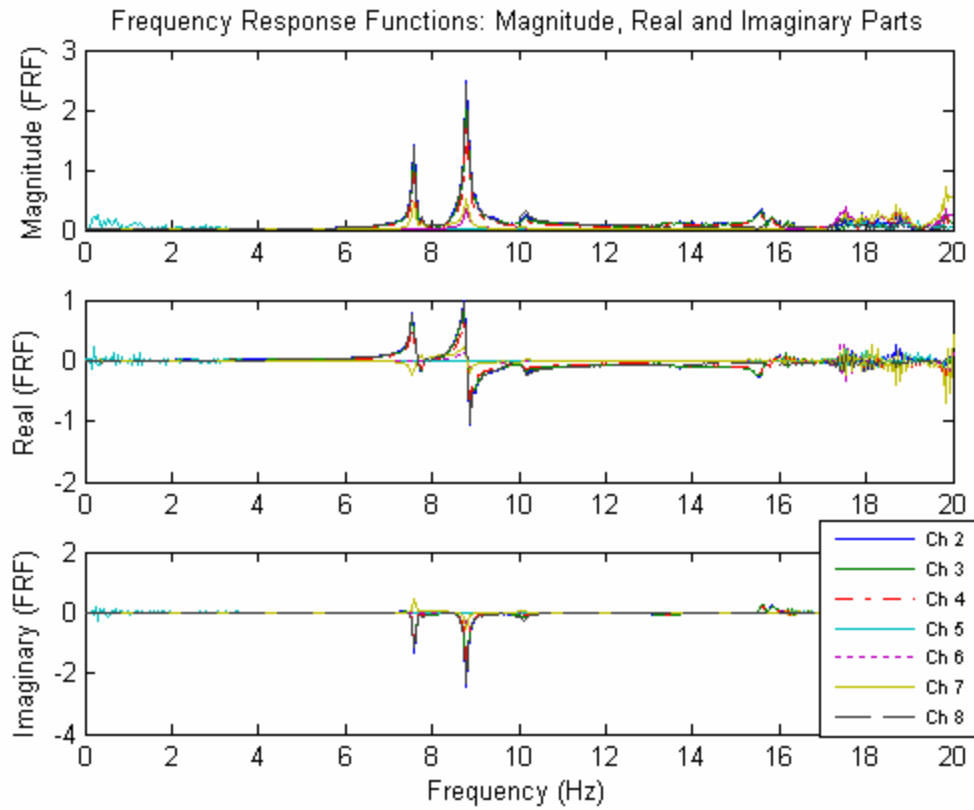 Frequency Response Functions: Magnitude, Real and Imaginary Parts
Magnitude (FRF)
3
2
1
0
0 2 4 6 8 10 12 14 16 18 20
Real (FRF)
1
0
-1
-2
0 2 4 6 8 10 12 14 16 18 20
Imaginary (FRF)
2
0
-2
-4
0 2 4 6 8 10 12 14 16 18 20
Frequency (Hz)
Ch 2
Ch 3
Ch 4
Ch 5
Ch 6
Ch 7
Ch 8